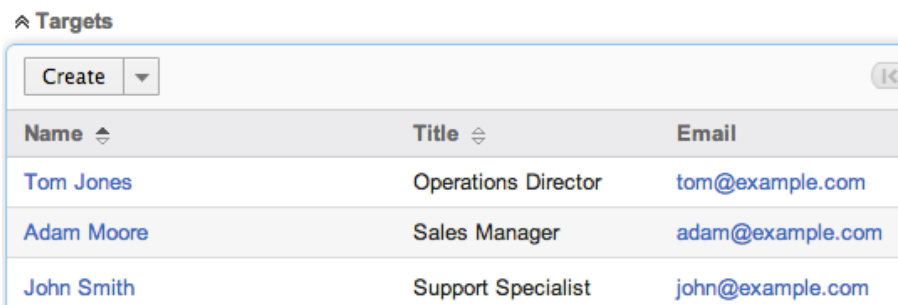 Targets
Create
Name Title Email
Tom Jones Operations Director tom@example.com
Adam Moore Sales Manager adam@example.com
John Smith Support Specialist john@example.com